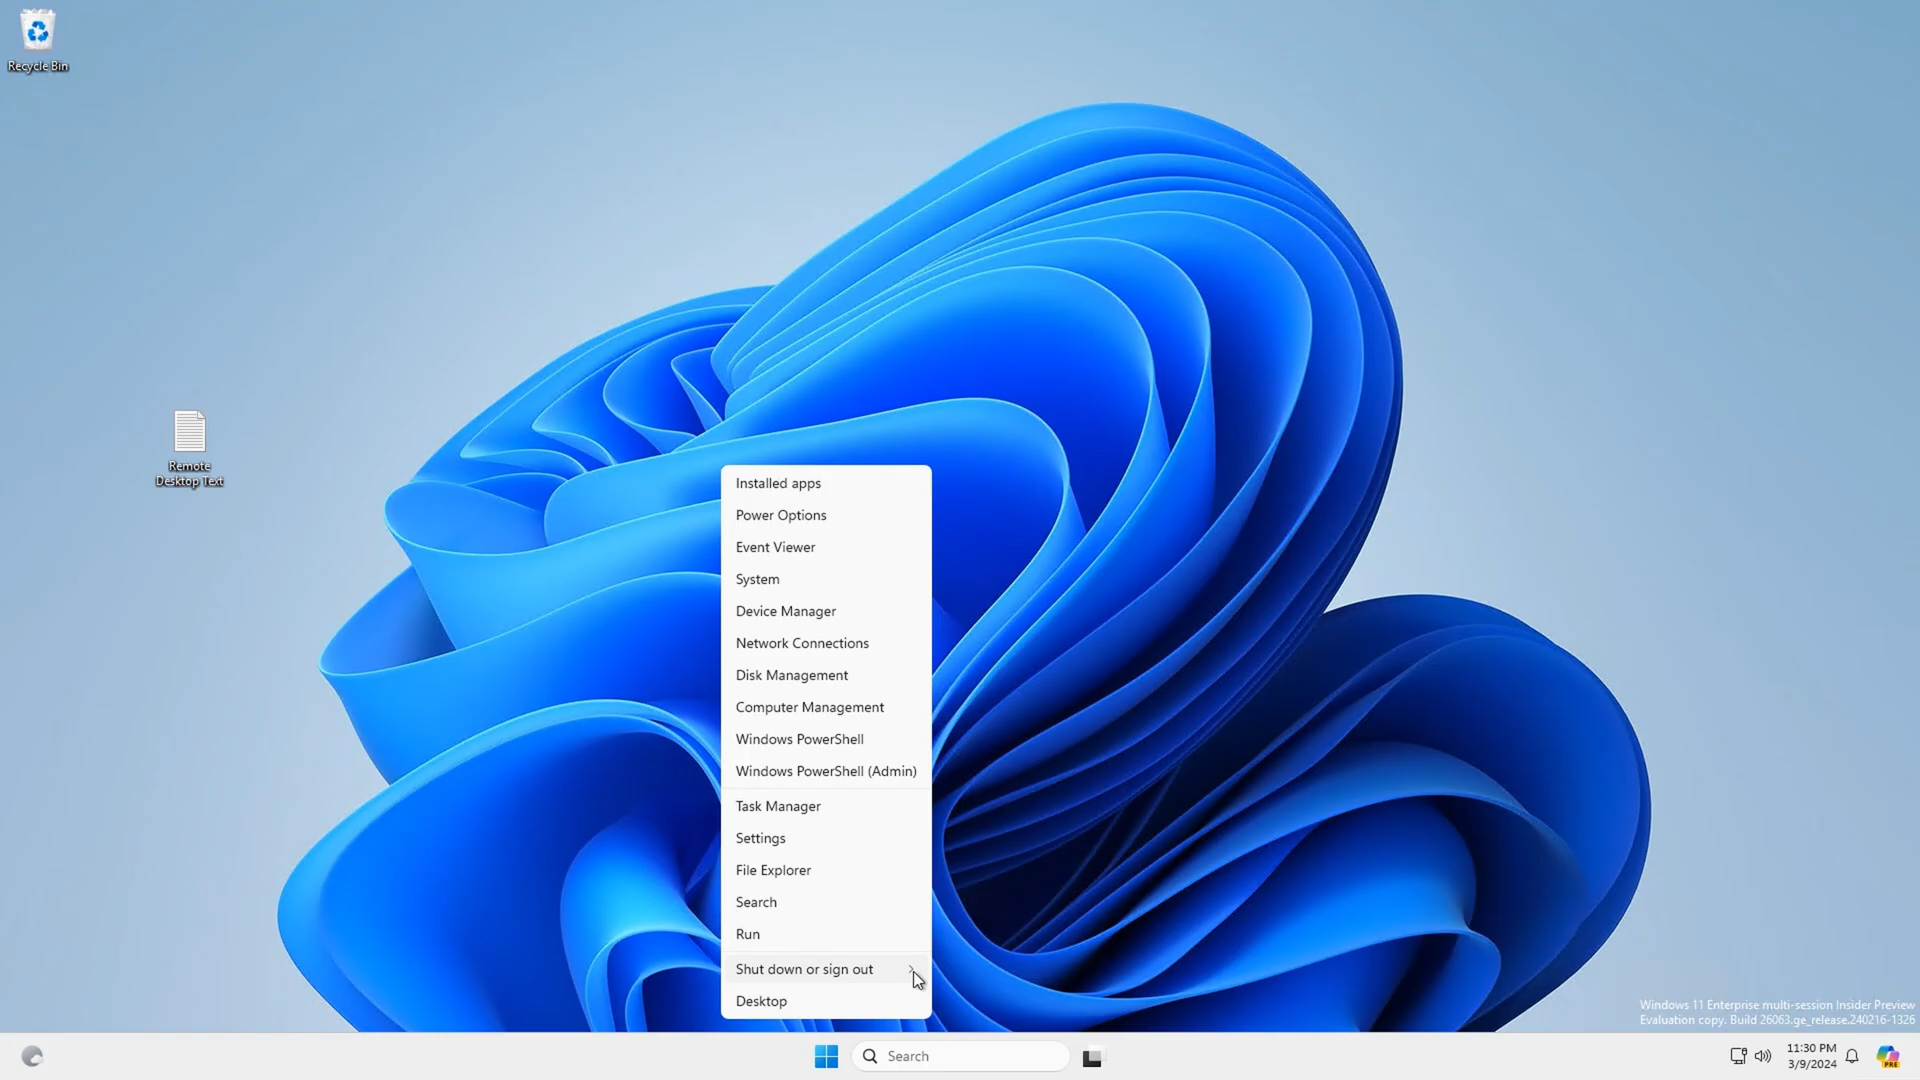 Recycle Bin
Remote
Desktop Text
Installed apps
Power Options
Event Viewer
System
Device Manager
Network Connections
Disk Management
Computer Management
Windows PowerShell
Windows PowerShell (Admin)
Task Manager
Settings
File Explorer
Search
Run
Shut down or sign out
Desktop
Windows 11 Enterprise multi-session Insider Preview
Evaluation copy. Build 26063.ge_release.240216-1326
Search
11:30 PM
3/9/2024
PRE